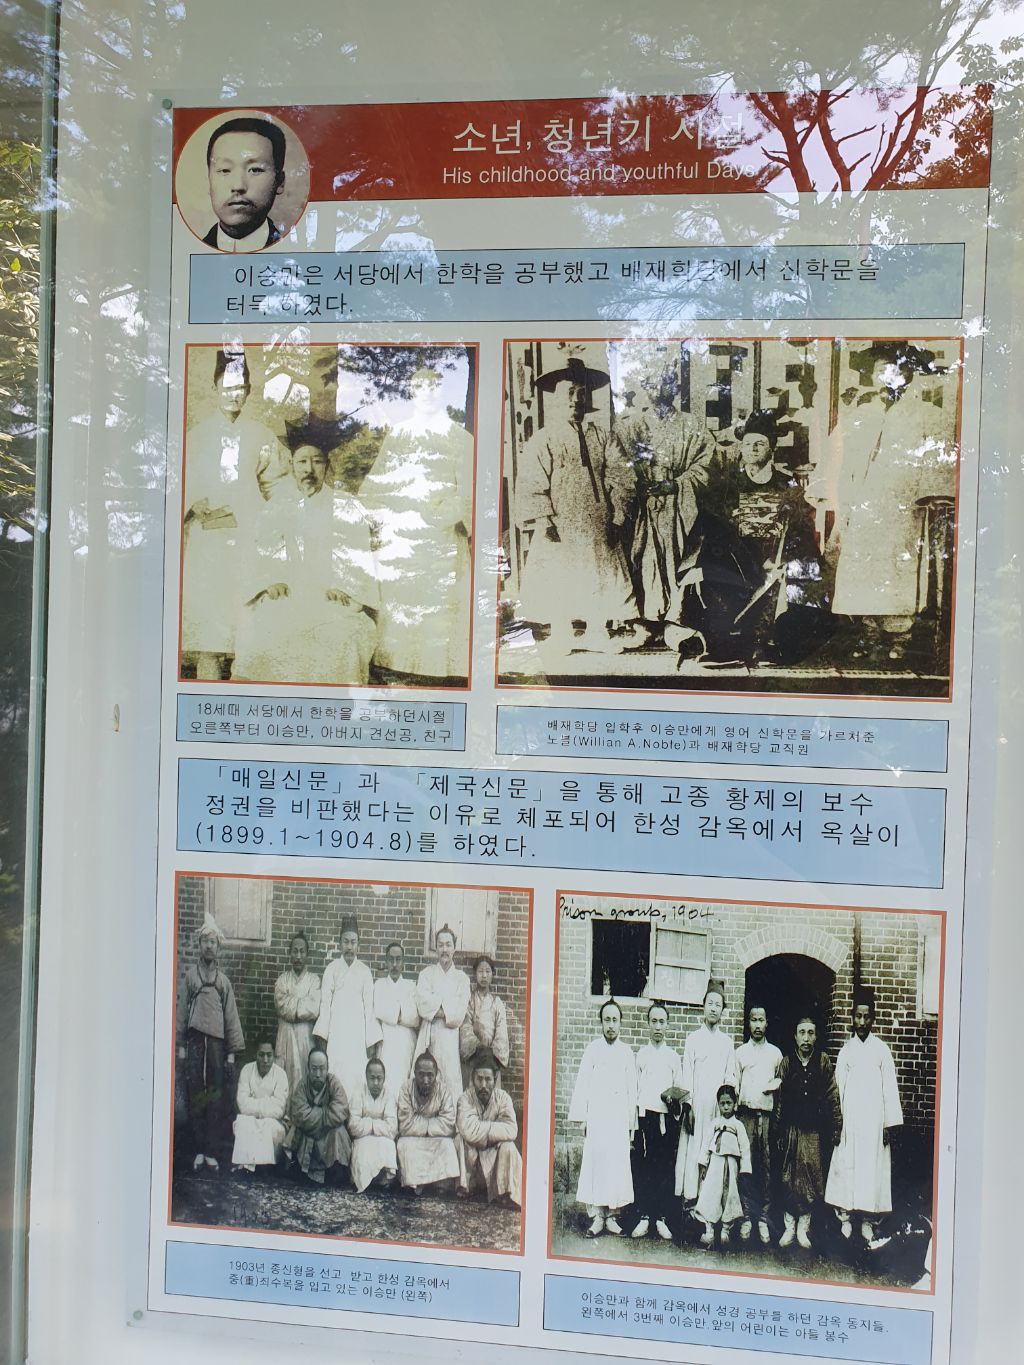 소년, 청년기 시절
His childhood and youthful Days
이승만은 서당에서 한학을 공부했고 배재학당에서 신학문을
터득 하였다.
18세때 서당에서 한학을 공부하던시절
오른쪽부터 이승만, 아버지 경선공, 친구
배재학당 입학후 이승만에게 영어 신학문을 가르쳐준
노블(Willian A.Noble)과 배재학당 교직원
「매일신문」과 「제국신문」을 통해 고종 황제의 보수
정권을 비판했다는 이유로 체포되어 한성 감옥에서 옥살이
(1899.1~1904.8)를 하였다.
Prison group, 1904.
1903년 종신형을 선고 받고 한성 감옥에서
중(重)죄수복을 입고 있는 이승만 (왼쪽)
이승만과 함께 감옥에서 성경 공부를 하던 감옥 동지들.
왼쪽에서 3번째 이승만.앞의 어린이는 아들 봉수